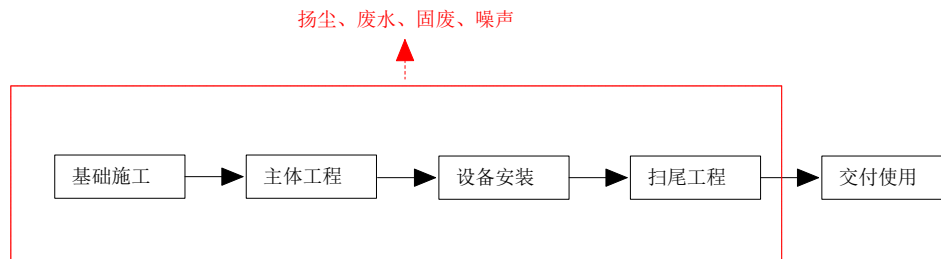 扬尘、废水、固废、噪声
基础施工
主体工程
设备安装
扫尾工程
交付使用